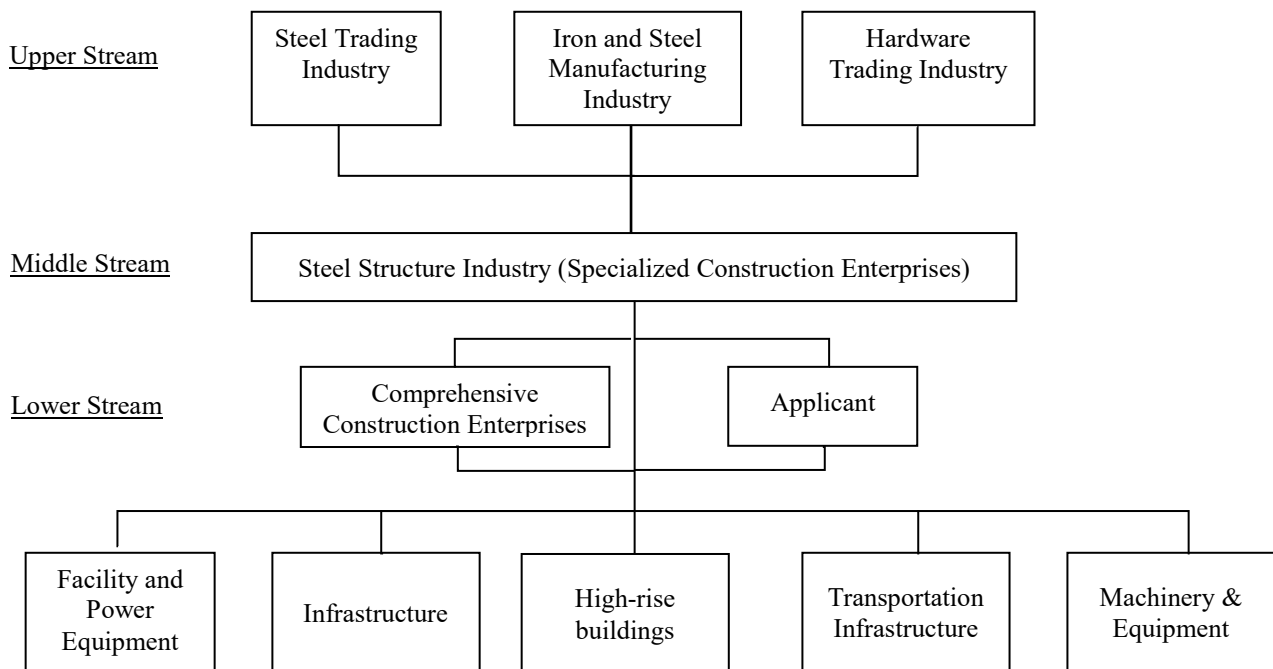 Upper Stream
Steel Trading
Industry
Iron and Steel
Manufacturing
Industry
Hardware
Trading Industry
Middle Stream
Steel Structure Industry (Specialized Construction Enterprises)
Lower Stream
Comprehensive
Construction Enterprises
Applicant
Facility and
Power
Equipment
Infrastructure
High-rise
buildings
Transportation
Infrastructure
Machinery &
Equipment